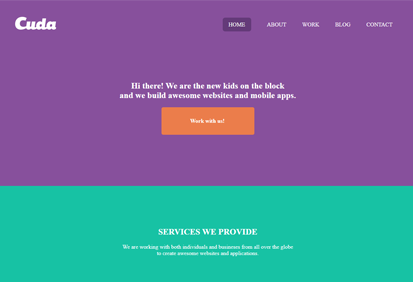 Cuda
HOME ABOUT WORK BLOG CONTACT
Hi there! We are the new kids on the block
and we build awesome websites and mobile apps.
Work with us!
SERVICES WE PROVIDE
We are working with both individuals and businesses from all over the globe
to create awesome websites and applications.